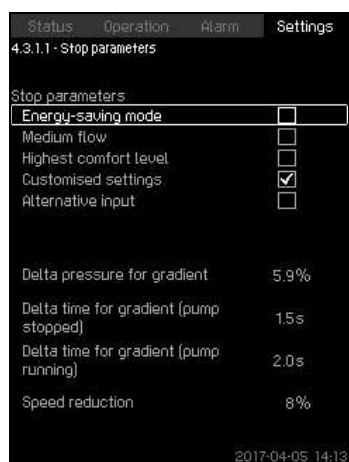 Status Operation Alarm Settings
4.3.1.1 - Stop parameters
Stop parameters
Energy-saving mode
Medium flow
Highest comfort level
Customised settings
Alternative input
Delta pressure for gradient 5.9%
Delta time for gradient (pump
stopped) 1.5s
Delta time for gradient (pump
running) 2.0s
Speed reduction 8%
2017-04-05 14:13